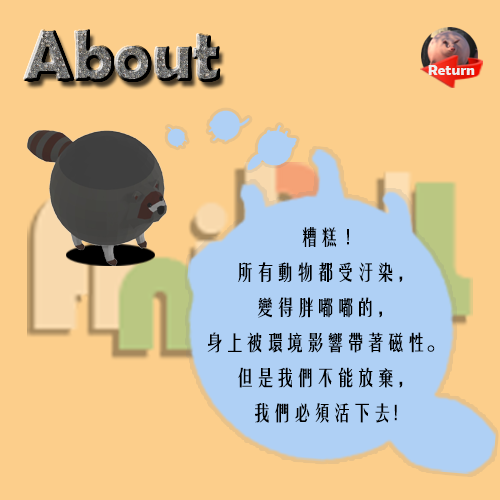 About
Return
糟糕！
所有動物都受汙染，
變得胖嘟嘟的，
身上被環境影響帶著磁性。
但是我們不能放棄，
我們必須活下去!